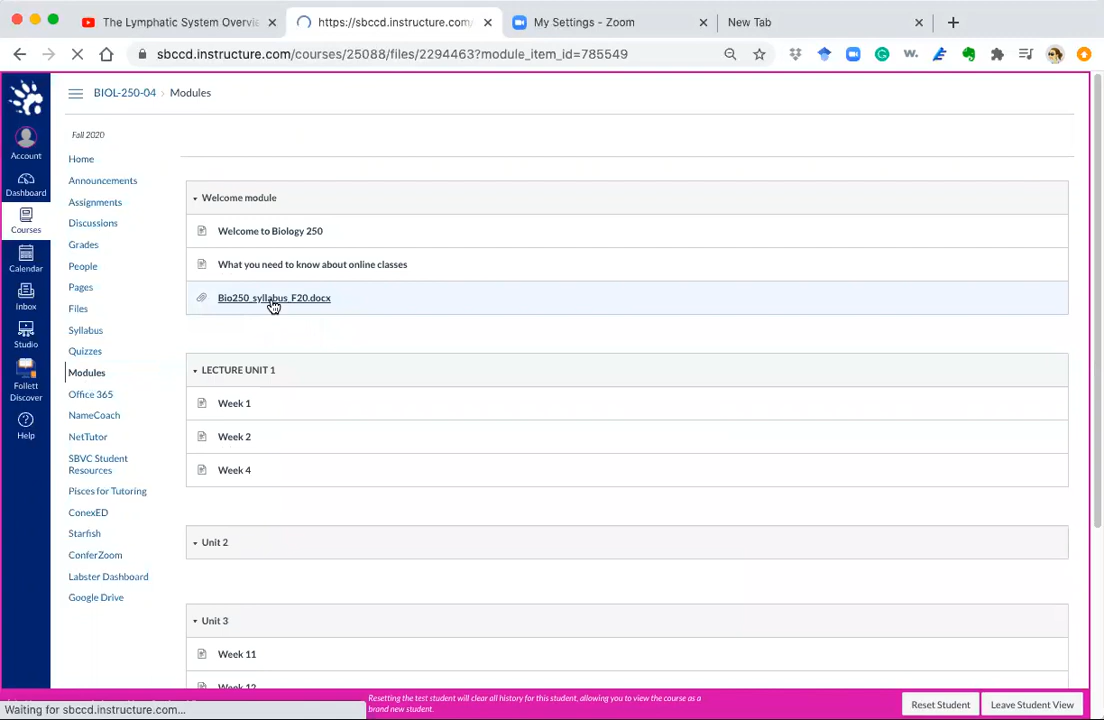 The Lymphatic System Overvie
https://sbccd.instructure.com/
My Settings - Zoom
New Tab
sbccd.instructure.com/courses/25088/files/2294463?module_item_id=785549
BIOL-250-04 › Modules
Fall 2020
Account
Dashboard
Courses
Calendar
Inbox
Studio
Follett
Discover
Help
Home
Announcements
Assignments
Discussions
Grades
People
Pages
Files
Syllabus
Quizzes
Modules
Office 365
NameCoach
NetTutor
SBVC Student
Resources
Pisces for Tutoring
ConexED
Starfish
ConferZoom
Labster Dashboard
Google Drive
Welcome module
Welcome to Biology 250
What you need to know about online classes
Bio250_syllabus_F20.docx
LECTURE UNIT 1
Week 1
Week 2
Week 4
Unit 2
Unit 3
Week 11
Week 12
Resetting the test student will clear all history for this student, allowing you to view the course as a
brand new student.
Reset Student
Leave Student View
Waiting for sbccd.instructure.com...